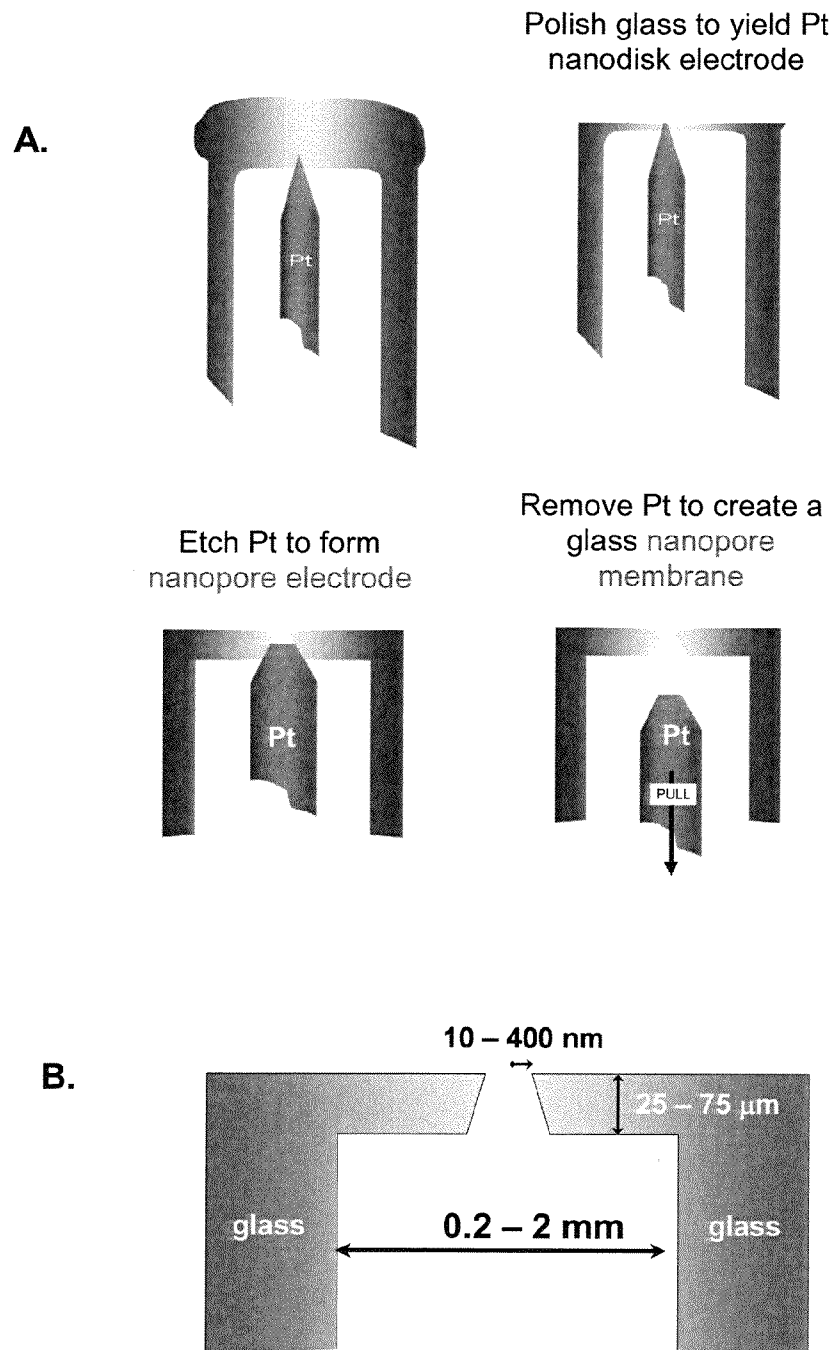 Polish glass to yield Pt
nanodisk electrode
A.
Pt
Pt
Etch Pt to form
nanopore electrode
Remove Pt to create a
glass nanopore
membrane
Pt
Pt
PULL
10 – 400 nm
B.
25 – 75 µm
glass
0.2 – 2 mm
glass